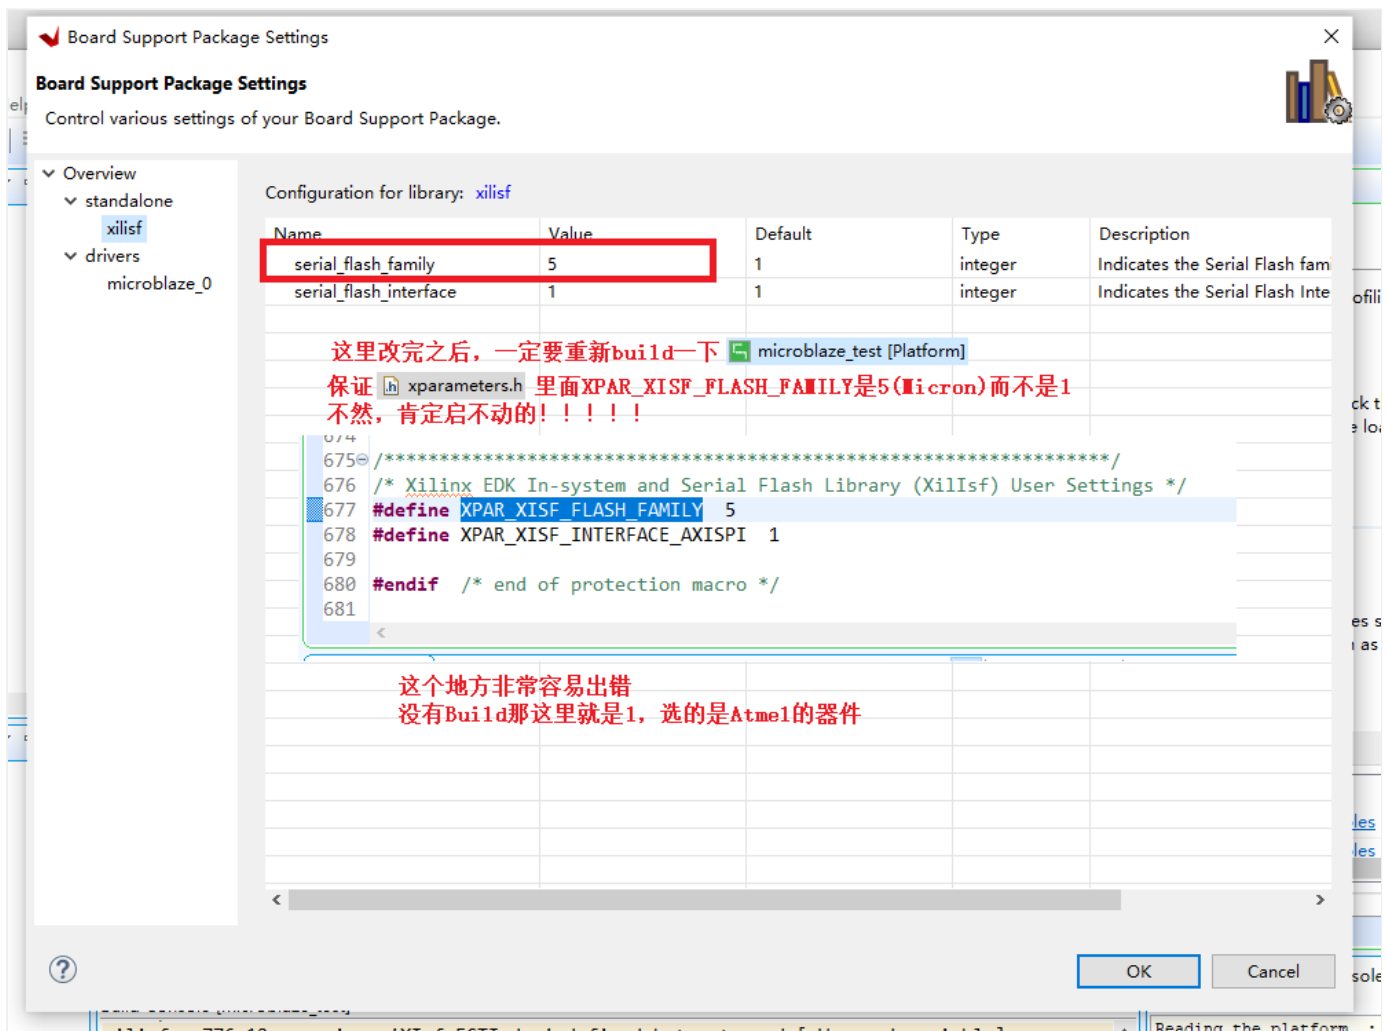 Board Support Package Settings
Board Support Package Settings
Control various settings of your Board Support Package.
Overview
standalone
xilisf
drivers
microblaze_0
Configuration for library: xilisf
Name Value Default Type Description
serial_flash_family 5 1 integer Indicates the Serial Flash fami
serial_flash_interface 1 1 integer Indicates the Serial Flash Inte
这里改完之后，一定要重新build一下 microblaze_test [Platform]
保证 xparameters.h 里面XPAR_XISF_FLASH_FAMILY是5(Micron)而不是1
不然，肯定启不动的！！！！！
674
675 /******************************************************************/
676 /* Xilinx EDK In-system and Serial Flash Library (XilIsf) User Settings */
677 #define XPAR_XISF_FLASH_FAMILY 5
678 #define XPAR_XISF_INTERFACE_AXISPI 1
679
680 #endif /* end of protection macro */
681
这个地方非常容易出错
没有Build那这里就是1，选的是Atmel的器件
OK Cancel
Reading the platform